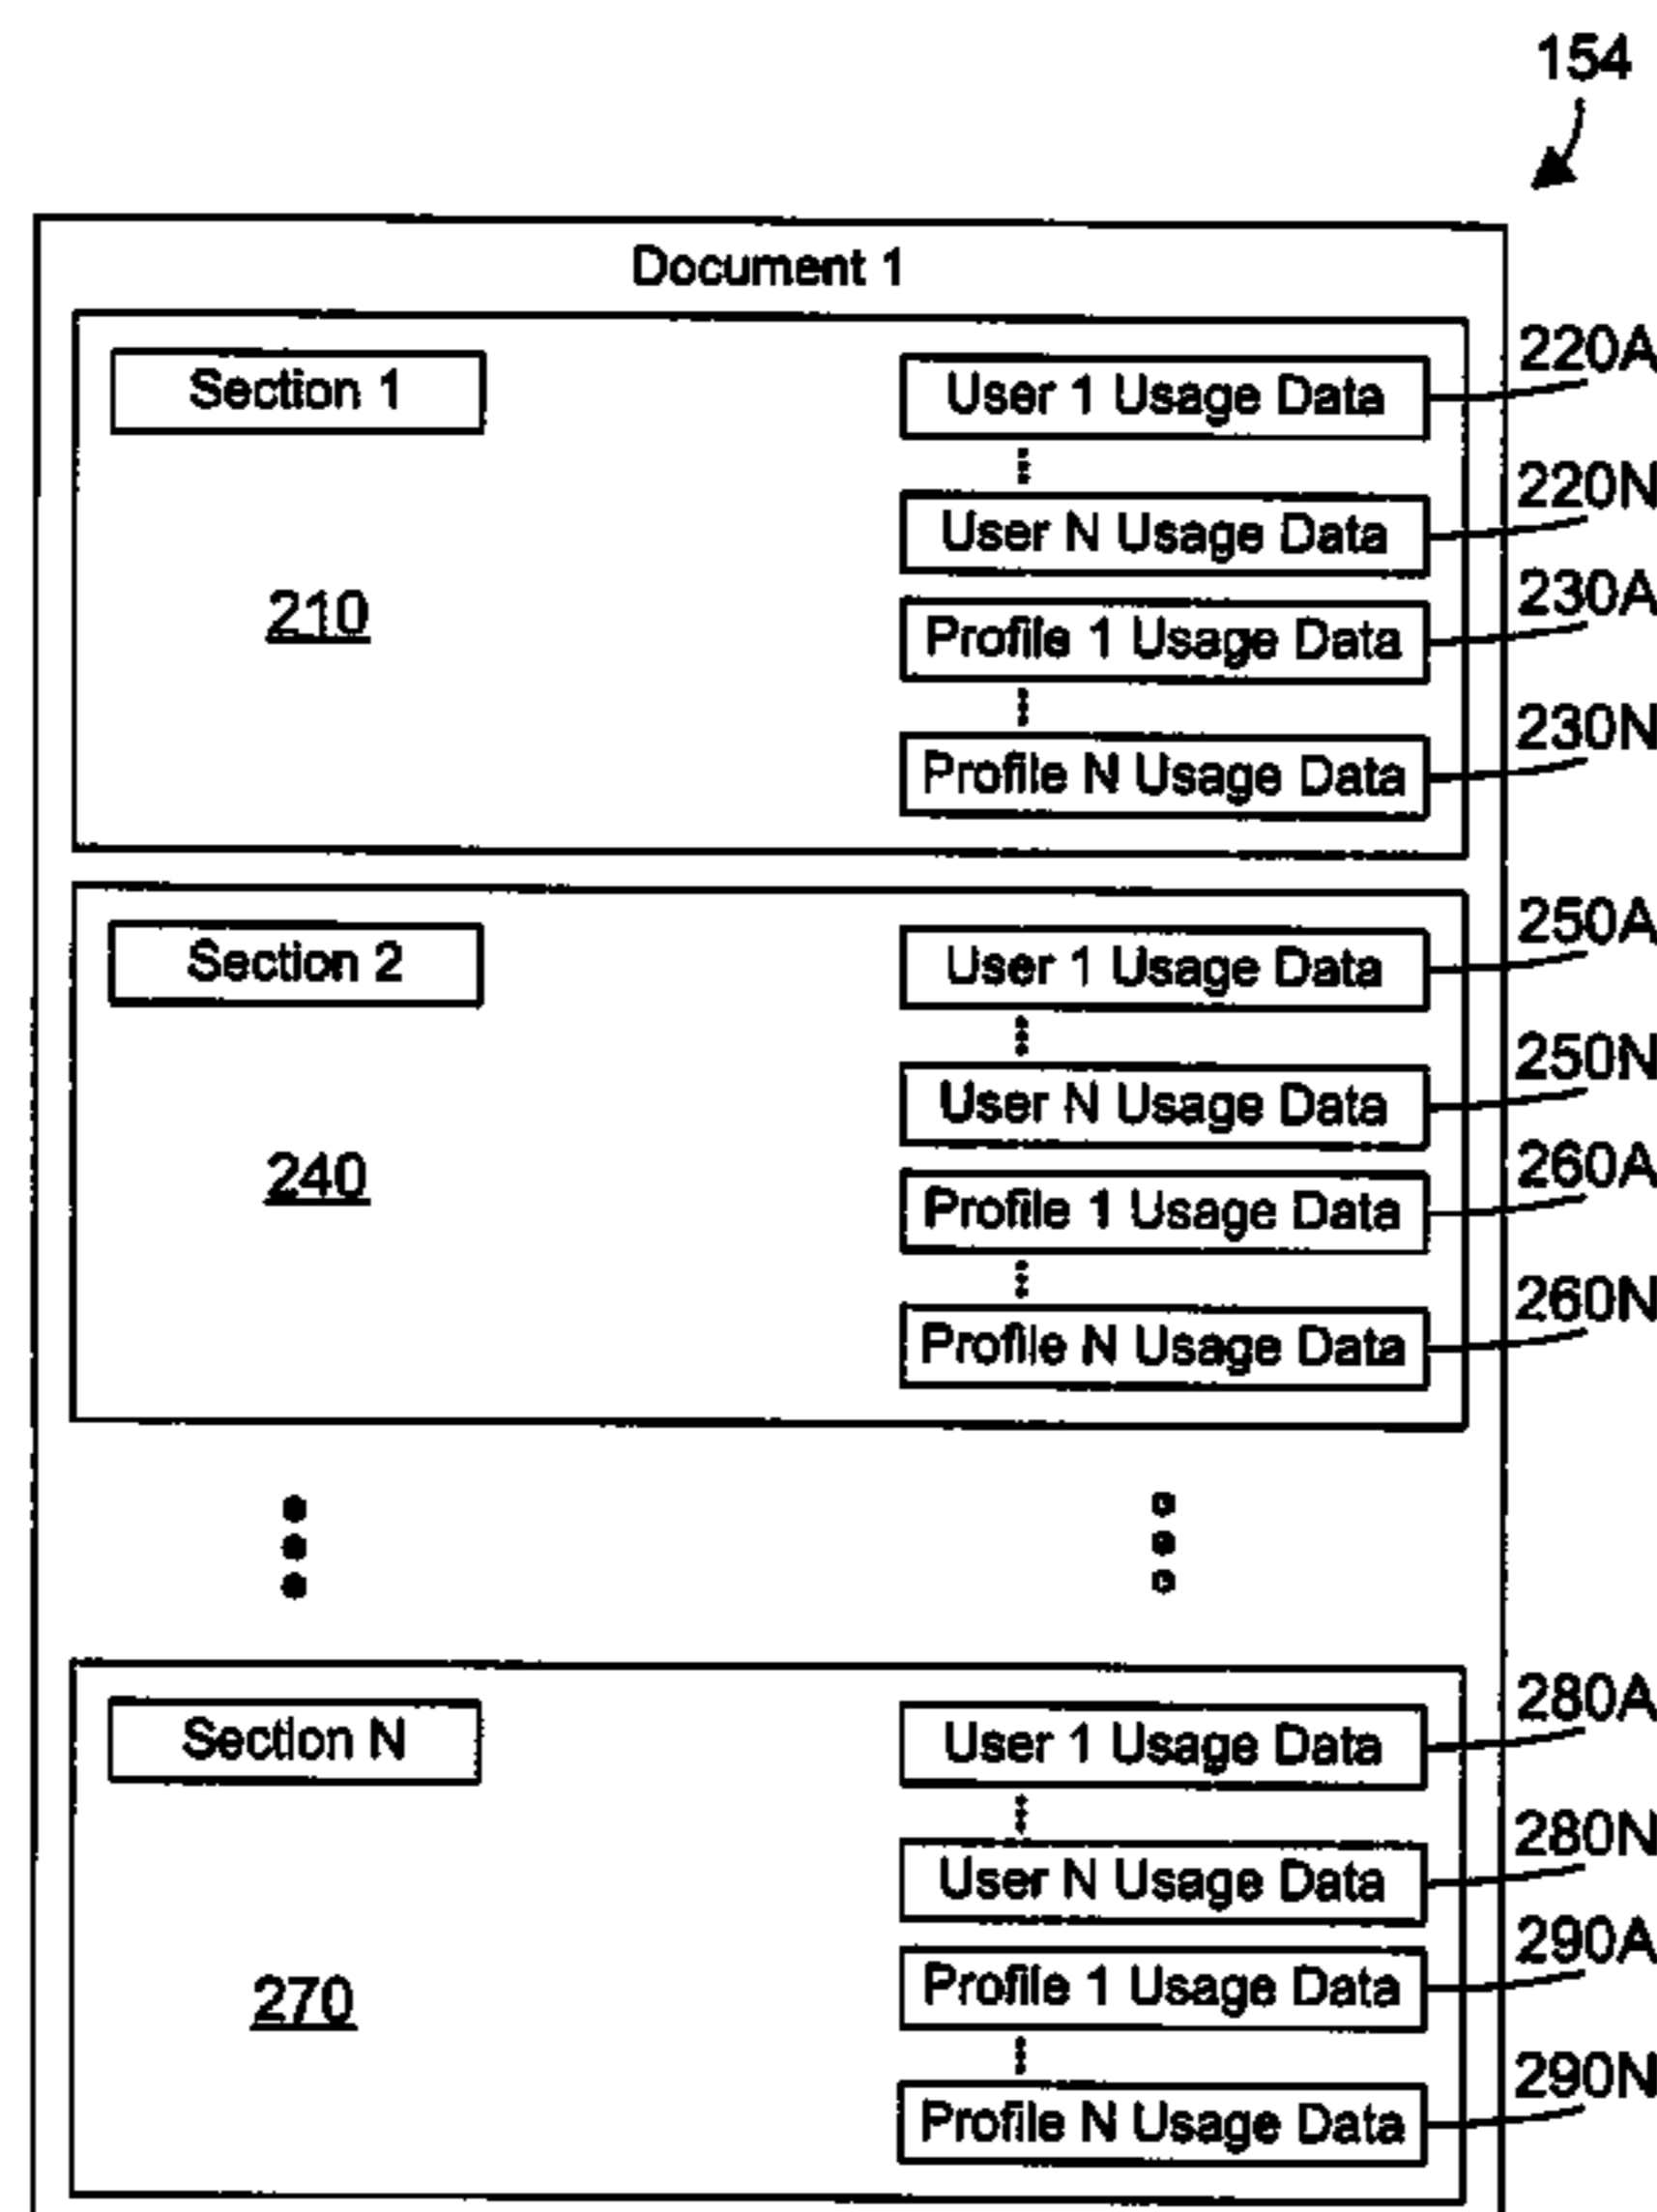 154
Document 1
Section 1
User 1 Usage Data
220A
User N Usage Data
220N
210
Profile 1 Usage Data
230A
Profile N Usage Data
230N
Section 2
User 1 Usage Data
250A
User N Usage Data
250N
240
Profile 1 Usage Data
260A
Profile N Usage Data
260N
Section N
User 1 Usage Data
280A
User N Usage Data
280N
270
Profile 1 Usage Data
290A
Profile N Usage Data
290N